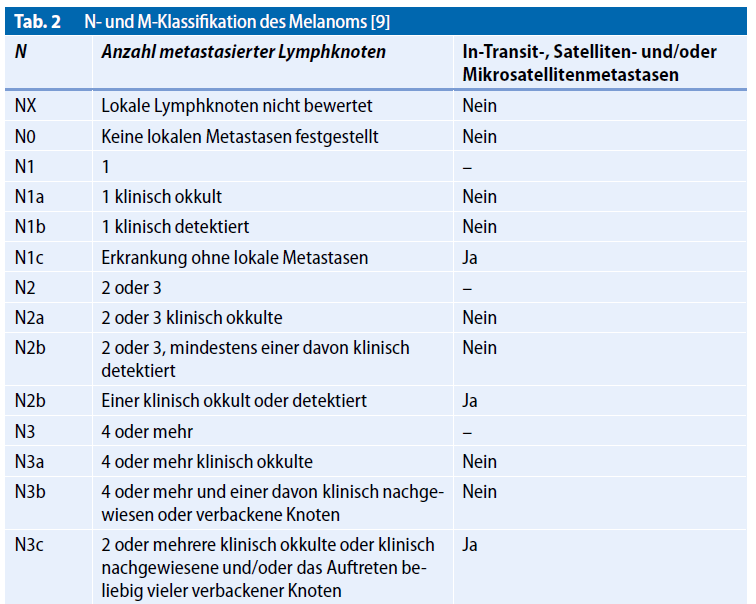 Tab. 2 N- und M-Klassifikation des Melanoms [9]
N Anzahl metastasierter Lymphknoten In-Transit-, Satelliten- und/oder
Mikrosatellitenmetastasen
NX Lokale Lymphknoten nicht bewertet Nein
N0 Keine lokalen Metastasen festgestellt Nein
N1 1 –
N1a 1 klinisch okkult Nein
N1b 1 klinisch detektiert Nein
N1c Erkrankung ohne lokale Metastasen Ja
N2 2 oder 3 –
N2a 2 oder 3 klinisch okkulte Nein
N2b 2 oder 3, mindestens einer davon klinisch Nein
detektiert
N2b Einer klinisch okkult oder detektiert Ja
N3 4 oder mehr –
N3a 4 oder mehr klinisch okkulte Nein
N3b 4 oder mehr und einer davon klinisch nachge- Nein
wiesen oder verbackene Knoten
N3c 2 oder mehrere klinisch okkulte oder klinisch Ja
nachgewiesene und/oder das Auftreten be-
liebig vieler verbackener Knoten